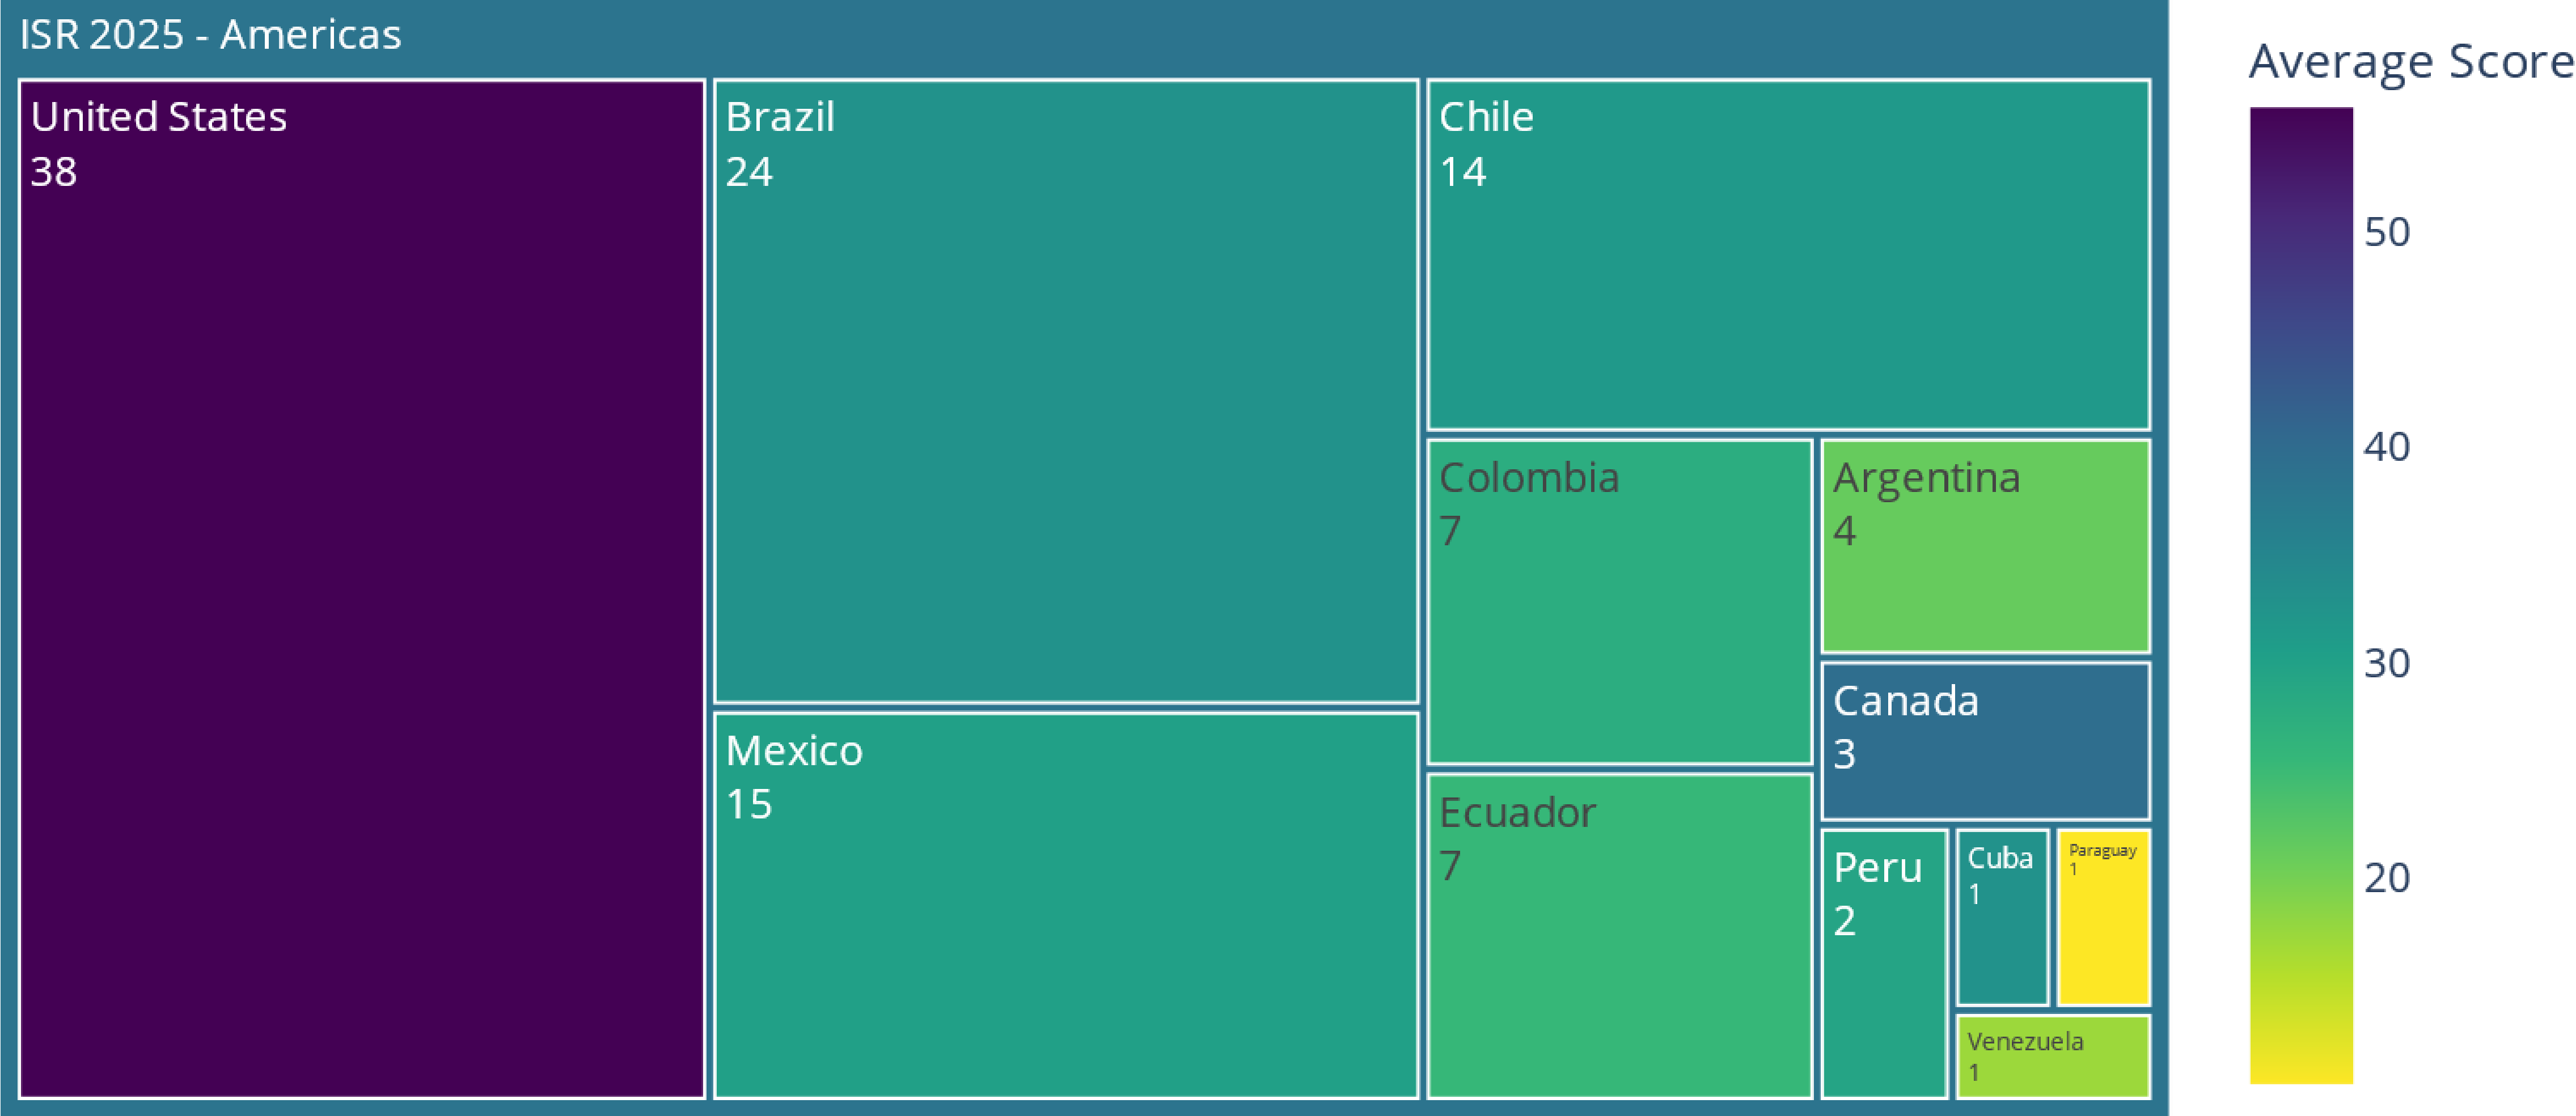 ISR 2025 - Americas
United States
38
Brazil
24
Mexico
15
Chile
14
Colombia
7
Ecuador
7
Argentina
4
Canada
3
Peru
2
Cuba
1
Paraguay
1
Venezuela
1
Average Score
50
40
30
20